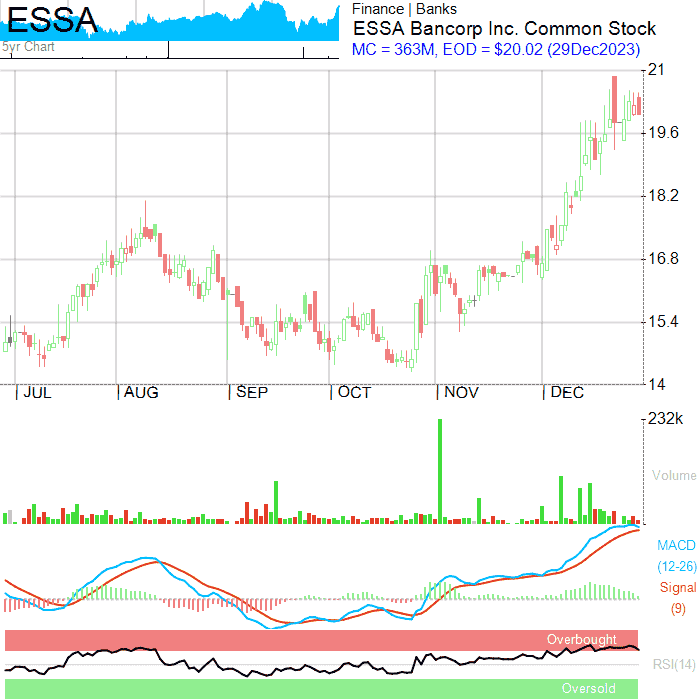 ESSA
5yr Chart
Finance | Banks
ESSA Bancorp Inc. Common Stock
MC = 363M, EOD = $20.02 (29Dec2023)
21
19.6
18.2
16.8
15.4
14
| JUL | AUG | SEP | OCT | NOV | DEC
232k
Volume
MACD
(12-26)
Signal
(9)
Overbought
RSI(14)
Oversold